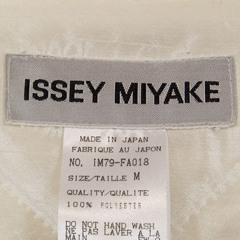 ISSEY MIYAKE
MADE IN JAPAN
FABRIQUE AU JAPON
NO. IM79-FA018
SIZE/TAILLE M
QUALITY/QUALITE
100% POLYESTER
DO NOT HAND WASH
NE PAS LAVER A LA
MAIN